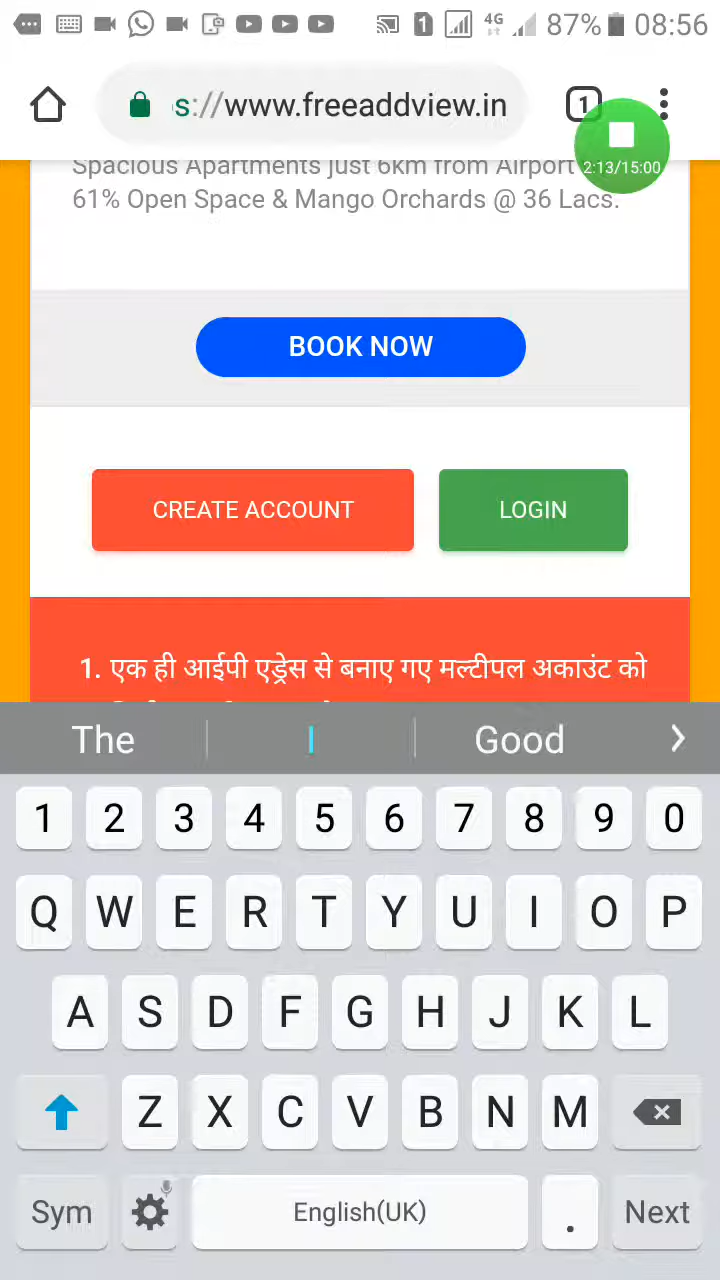 4G 87% 08:56
s://www.freeaddview.in
1
2:13/15:00
Spacious Apartments just 6km from Airport
61% Open Space & Mango Orchards @ 36 Lacs.
BOOK NOW
CREATE ACCOUNT LOGIN
1. एक ही आईपी एड्रेस से बनाए गए मल्टीपल अकाउंट को
The I Good
1 2 3 4 5 6 7 8 9 0
Q W E R T Y U I O P
A S D F G H J K L
Z X C V B N M
Sym English(UK) . Next